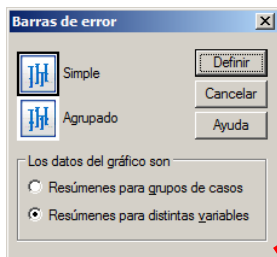 Barras de error
Simple
Definir
Cancelar
Agrupado
Ayuda
Los datos del gráfico son
Resúmenes para grupos de casos
Resúmenes para distintas variables